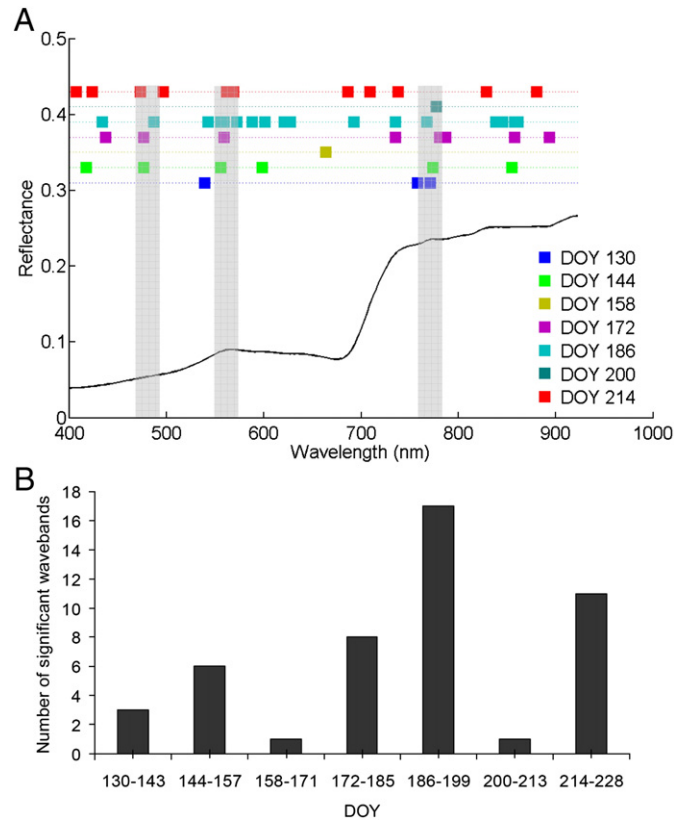 A
0.5
0.4
0.3
0.2
0.1
0
Reflectance
DOY 130
DOY 144
DOY 158
DOY 172
DOY 186
DOY 200
DOY 214
400 500 600 700 800 900 1000
Wavelength (nm)
B
18
16
14
12
10
8
6
4
2
0
Number of significant wavebands
130-143 144-157 158-171 172-185 186-199 200-213 214-228
DOY